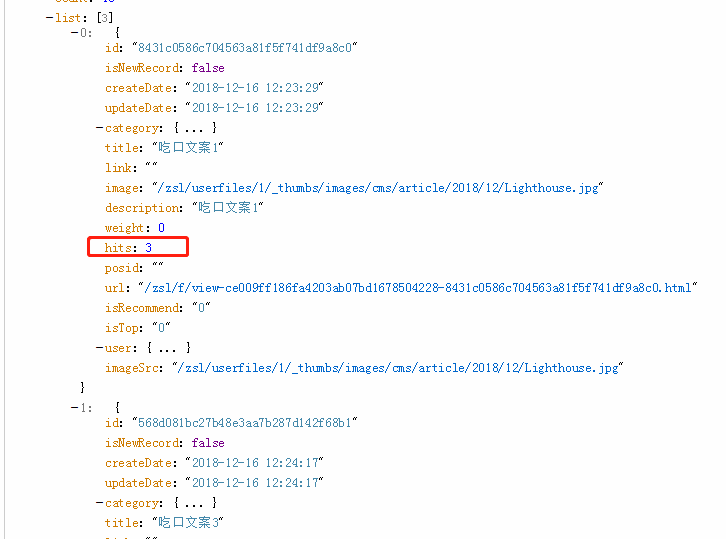 −list: [3]
−0: {
id: "8431c0586c704563a81f5f741df9a8c0"
isNewRecord: false
createDate: "2018-12-16 12:23:29"
updateDate: "2018-12-16 12:23:29"
−category: { ... }
title: "吃口文案1"
link: ""
image: "/zsl/userfiles/1/_thumbs/images/cms/article/2018/12/Lighthouse.jpg"
description: "吃口文案1"
weight: 0
hits: 3
posid: ""
url: "/zsl/f/view-ce009ff186fa4203ab07bd1678504228-8431c0586c704563a81f5f741df9a8c0.html"
isRecommend: "0"
isTop: "0"
−user: { ... }
imageSrc: "/zsl/userfiles/1/_thumbs/images/cms/article/2018/12/Lighthouse.jpg"
}
−1: {
id: "568d081bc27b48e3aa7b287d142f68b1"
isNewRecord: false
createDate: "2018-12-16 12:24:17"
updateDate: "2018-12-16 12:24:17"
−category: { ... }
title: "吃口文案3"